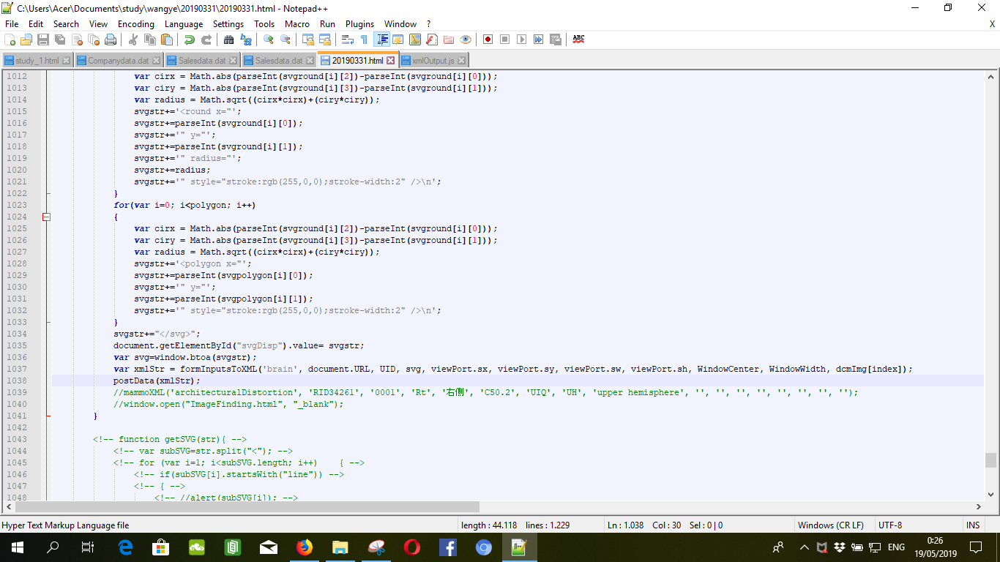 C:\Users\Acer\Documents\study\wangye\20190331\20190331.html - Notepad++
File Edit Search View Encoding Language Settings Tools Macro Run Plugins Window ? X
study_1.html Companydata.dat Salesdata.dat Salesdata.dat 20190331.html xmlOutput.js
1012 var cirx = Math.abs(parseInt(svground[i][2])-parseInt(svground[i][0]));
1013 var ciry = Math.abs(parseInt(svground[i][3])-parseInt(svground[i][1]));
1014 var radius = Math.sqrt((cirx*cirx)+(ciry*ciry));
1015 svgstr+='<round x="';
1016 svgstr+=parseInt(svground[i][0]);
1017 svgstr+='" y="';
1018 svgstr+=parseInt(svground[i][1]);
1019 svgstr+='" radius="';
1020 svgstr+=radius;
1021 svgstr+='" style="stroke:rgb(255,0,0);stroke-width:2" />\n';
1022 }
1023 for(var i=0; i<polygon; i++)
1024 {
1025 var cirx = Math.abs(parseInt(svground[i][2])-parseInt(svground[i][0]));
1026 var ciry = Math.abs(parseInt(svground[i][3])-parseInt(svground[i][1]));
1027 var radius = Math.sqrt((cirx*cirx)+(ciry*ciry));
1028 svgstr+='<polygon x="';
1029 svgstr+=parseInt(svgpolygon[i][0]);
1030 svgstr+='" y="';
1031 svgstr+=parseInt(svgpolygon[i][1]);
1032 svgstr+='" style="stroke:rgb(255,0,0);stroke-width:2" />\n';
1033 }
1034 svgstr+="</svg>";
1035 document.getElementById("svgDisp").value= svgstr;
1036 var svg=window.btoa(svgstr);
1037 var xmlStr = formInputsToXML('brain', document.URL, UID, svg, viewPort.sx, viewPort.sy, viewPort.sw, viewPort.sh, WindowCenter, WindowWidth, dcmImg[index]);
1038 postData(xmlStr);
1039 //mammoXML('architecturalDistortion', 'RID34261', '0001', 'Rt', '右側', 'C50.2', 'UIQ', 'UH', 'upper hemisphere', '', '', '', '', '', '', '', '');
1040 //window.open("ImageFinding.html", "_blank");
1041 }
1042
1043 <!-- function getSVG(str){ -->
1044 <!-- var subSVG=str.split("<"); -->
1045 <!-- for (var i=1; i<subSVG.length; i++) { -->
1046 <!-- if(subSVG[i].startsWith("line")) -->
1047 <!-- { -->
1048 <!-- //alert(subSVG[i]); -->
Hyper Text Markup Language file length : 44.118 lines : 1.229 Ln : 1.038 Col : 30 Sel : 0 | 0 Windows (CR LF) UTF-8 INS
ENG 0:26
19/05/2019